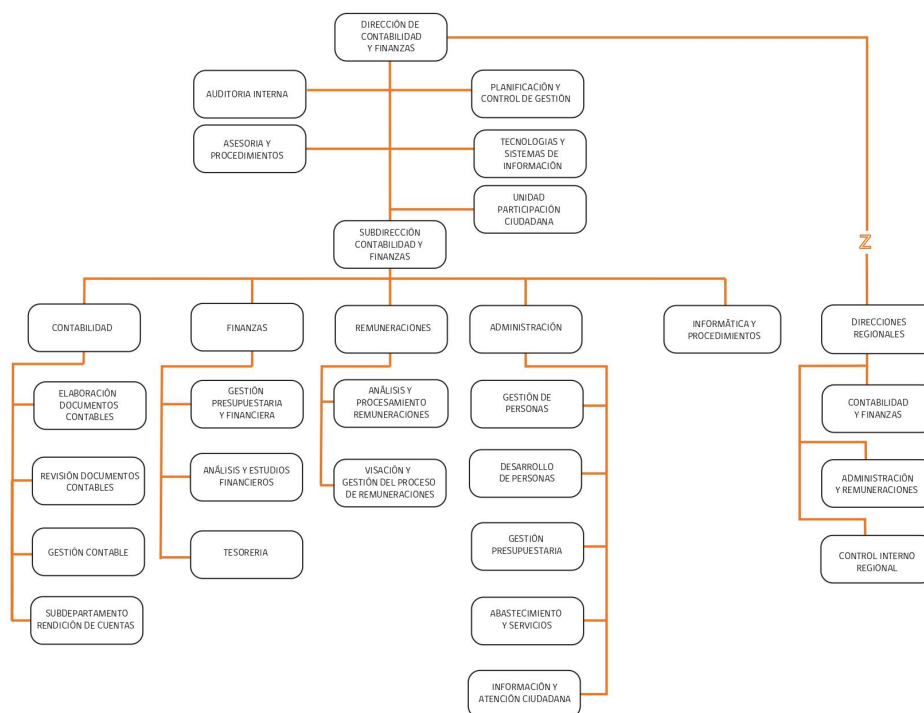 DIRECCIÓN DE
CONTABILIDAD
Y FINANZAS
AUDITORIA INTERNA
PLANIFICACIÓN Y
CONTROL DE GESTIÓN
ASESORIA Y
PROCEDIMIENTOS
TECNOLOGIAS Y
SISTEMAS DE
INFORMACIÓN
UNIDAD
PARTICIPACIÓN
CIUDADANA
SUBDIRECCIÓN
CONTABILIDAD Y
FINANZAS
Z
CONTABILIDAD
FINANZAS
REMUNERACIONES
ADMINISTRACIÓN
INFORMÁTICA Y
PROCEDIMIENTOS
DIRECCIONES
REGIONALES
ELABORACIÓN
DOCUMENTOS
CONTABLES
REVISIÓN DOCUMENTOS
CONTABLES
GESTIÓN CONTABLE
SUBDEPARTAMENTO
RENDICIÓN DE CUENTAS
GESTIÓN
PRESUPUESTARIA
Y FINANCIERA
ANÁLISIS Y ESTUDIOS
FINANCIEROS
TESORERIA
ANÁLISIS Y
PROCESAMIENTO
REMUNERACIONES
VISACIÓN Y
GESTIÓN DEL PROCESO
DE REMUNERACIONES
GESTIÓN DE
PERSONAS
DESARROLLO
DE PERSONAS
GESTIÓN
PRESUPUESTARIA
ABASTECIMIENTO
Y SERVICIOS
INFORMACIÓN Y
ATENCIÓN CIUDADANA
CONTABILIDAD
Y FINANZAS
ADMINISTRACIÓN
Y REMUNERACIONES
CONTROL INTERNO
REGIONAL